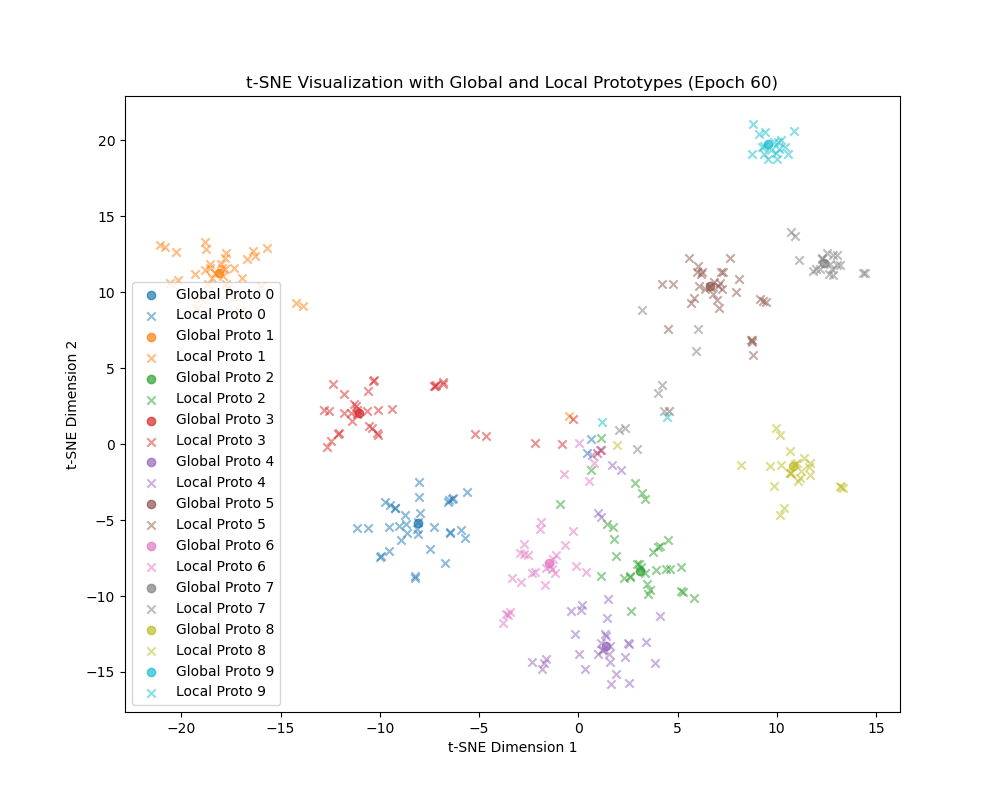 t-SNE Visualization with Global and Local Prototypes (Epoch 60)
t-SNE Dimension 2
20
15
10
5
0
−5
−10
−15
Global Proto 0
Local Proto 0
Global Proto 1
Local Proto 1
Global Proto 2
Local Proto 2
Global Proto 3
Local Proto 3
Global Proto 4
Local Proto 4
Global Proto 5
Local Proto 5
Global Proto 6
Local Proto 6
Global Proto 7
Local Proto 7
Global Proto 8
Local Proto 8
Global Proto 9
Local Proto 9
−20 −15 −10 −5 0 5 10 15
t-SNE Dimension 1